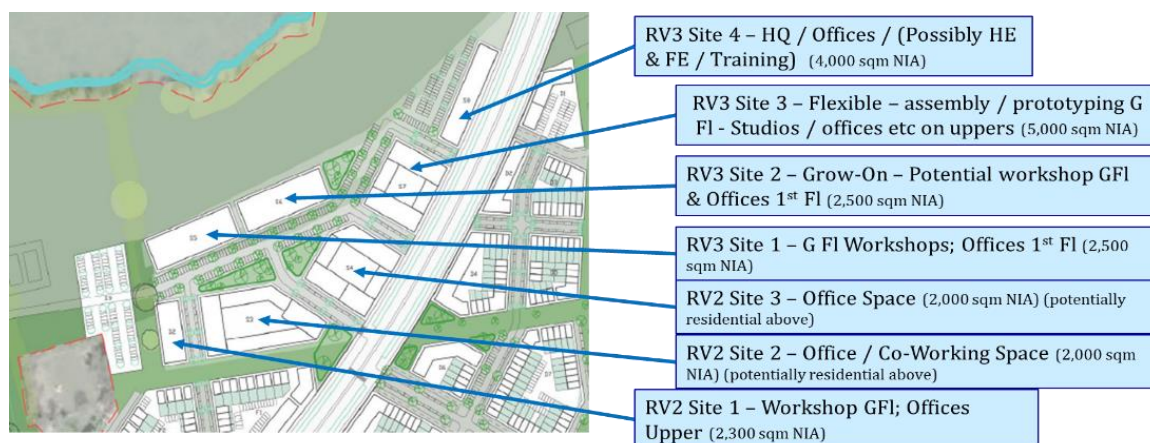 RV3 Site 4 – HQ / Offices / (Possibly HE
& FE / Training) (4,000 sqm NIA)
RV3 Site 3 – Flexible – assembly / prototyping G
Fl - Studios / offices etc on uppers (5,000 sqm NIA)
RV3 Site 2 – Grow-On – Potential workshop GFl
& Offices 1st Fl (2,500 sqm NIA)
RV3 Site 1 – G Fl Workshops; Offices 1st Fl (2,500
sqm NIA)
RV2 Site 3 – Office Space (2,000 sqm NIA) (potentially
residential above)
RV2 Site 2 – Office / Co-Working Space (2,000 sqm
NIA) (potentially residential above)
RV2 Site 1 – Workshop GFl; Offices
Upper (2,300 sqm NIA)